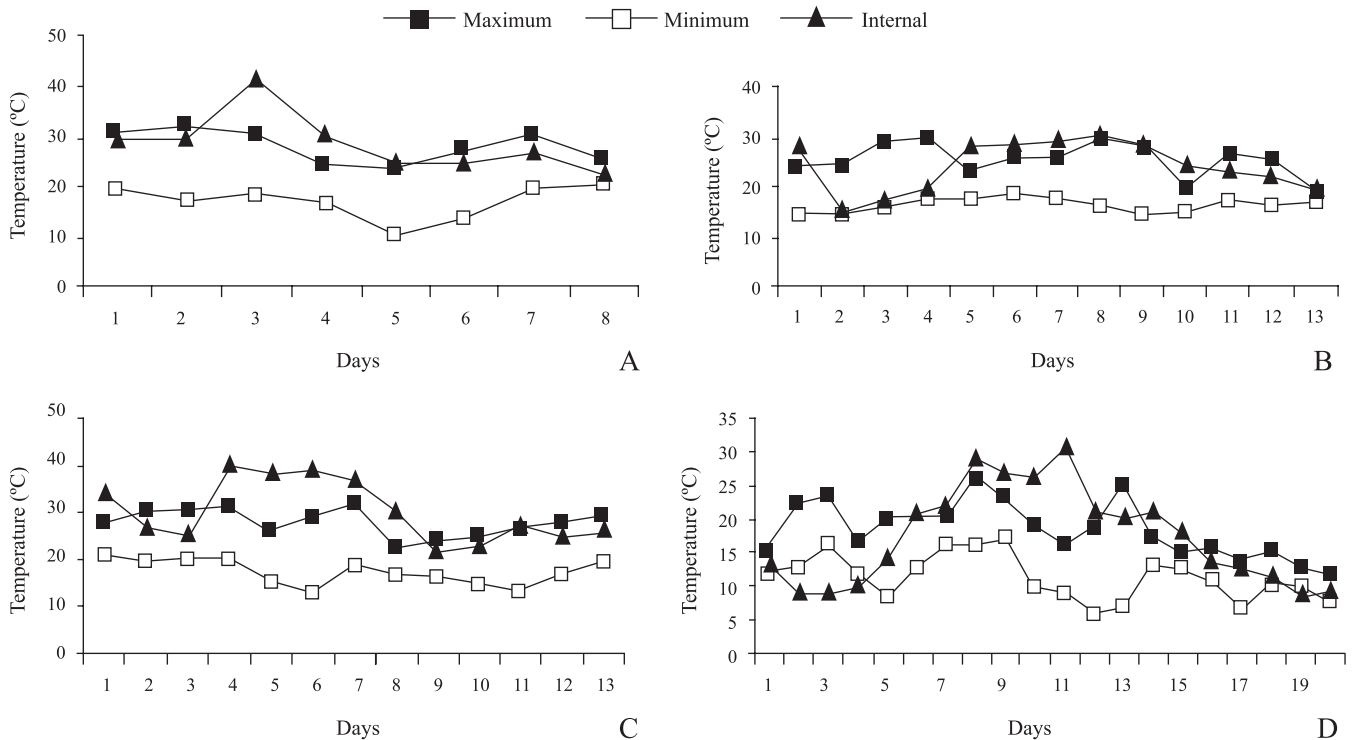 Maximum Minimum Internal
50
40
30
20
10
0
Temperature (ºC)
1 2 3 4 5 6 7 8
Days
A
40
30
20
10
0
Temperature (ºC)
1 2 3 4 5 6 7 8 9 10 11 12 13
Days
B
50
40
30
20
10
0
Temperature (ºC)
1 2 3 4 5 6 7 8 9 10 11 12 13
Days
C
35
30
25
20
15
10
5
0
Temperature (ºC)
1 3 5 7 9 11 13 15 17 19
Days
D